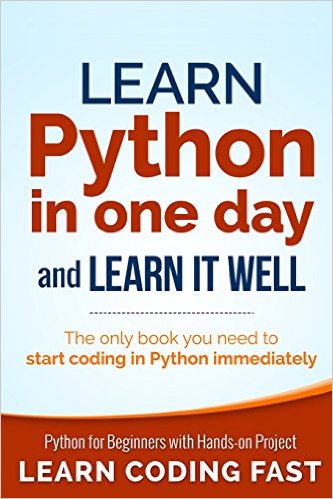 LEARN
Python
in one day
and LEARN IT WELL
The only book you need to
start coding in Python immediately
Python for Beginners with Hands-on Project
LEARN CODING FAST